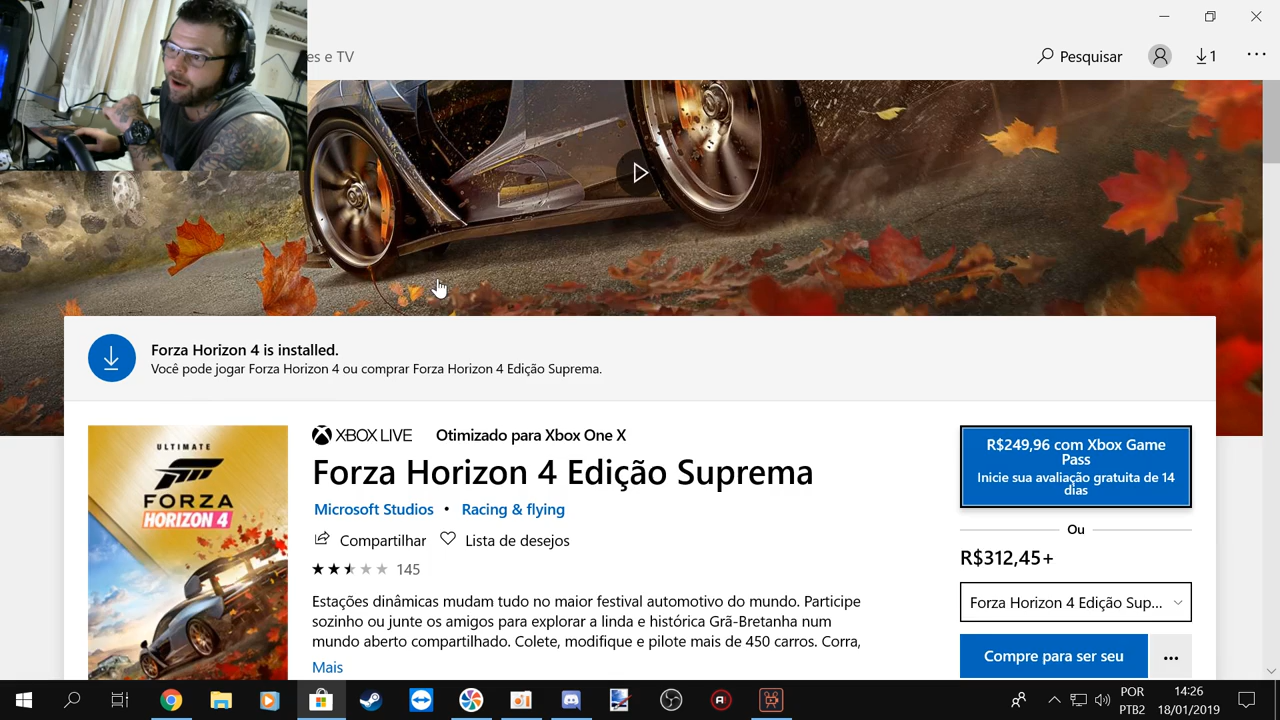 es e TV
Pesquisar
1
Forza Horizon 4 is installed.
Você pode jogar Forza Horizon 4 ou comprar Forza Horizon 4 Edição Suprema.
ULTIMATE
FORZA
HORIZON 4
XBOX LIVE
Otimizado para Xbox One X
Forza Horizon 4 Edição Suprema
Microsoft Studios • Racing & flying
Compartilhar
Lista de desejos
145
Estações dinâmicas mudam tudo no maior festival automotivo do mundo. Participe
sozinho ou junte os amigos para explorar a linda e histórica Grã-Bretanha num
mundo aberto compartilhado. Colete, modifique e pilote mais de 450 carros. Corra,
Mais
R$249,96 com Xbox Game
Pass
Inicie sua avaliação gratuita de 14
dias
Ou
R$312,45+
Forza Horizon 4 Edição Sup...
Compre para ser seu
POR
PTB2
14:26
18/01/2019